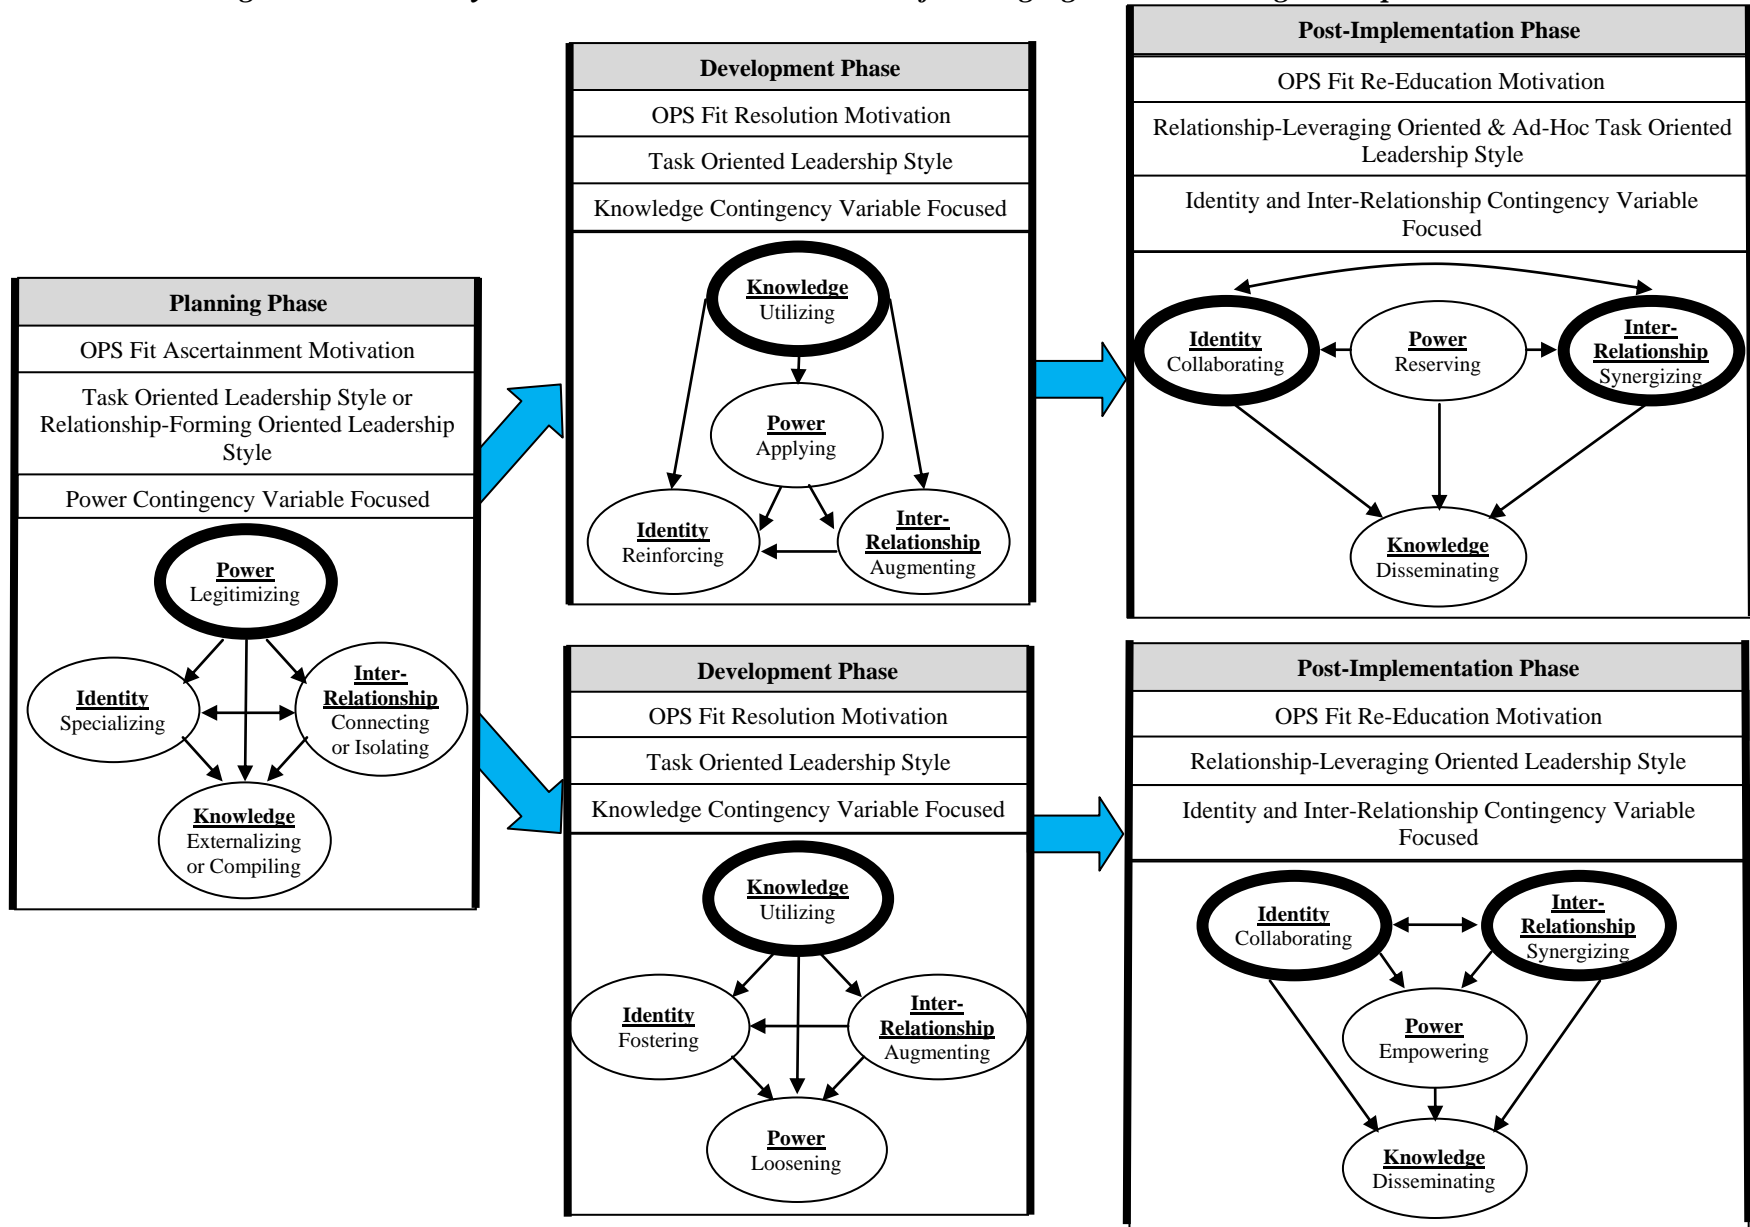 Planning Phase
OPS Fit Ascertainment Motivation
Task Oriented Leadership Style or
Relationship-Forming Oriented Leadership
Style
Power Contingency Variable Focused
Power
Legitimizing
Identity
Specializing
Inter-
Relationship
Connecting
or Isolating
Knowledge
Externalizing
or Compiling
Development Phase
OPS Fit Resolution Motivation
Task Oriented Leadership Style
Knowledge Contingency Variable Focused
Knowledge
Utilizing
Power
Applying
Identity
Reinforcing
Inter-
Relationship
Augmenting
Post-Implementation Phase
OPS Fit Re-Education Motivation
Relationship-Leveraging Oriented & Ad-Hoc Task Oriented
Leadership Style
Identity and Inter-Relationship Contingency Variable
Focused
Identity
Collaborating
Power
Reserving
Inter-
Relationship
Synergizing
Knowledge
Disseminating
Development Phase
OPS Fit Resolution Motivation
Task Oriented Leadership Style
Knowledge Contingency Variable Focused
Knowledge
Utilizing
Identity
Fostering
Inter-
Relationship
Augmenting
Power
Loosening
Post-Implementation Phase
OPS Fit Re-Education Motivation
Relationship-Leveraging Oriented Leadership Style
Identity and Inter-Relationship Contingency Variable
Focused
Identity
Collaborating
Inter-
Relationship
Synergizing
Power
Empowering
Knowledge
Disseminating